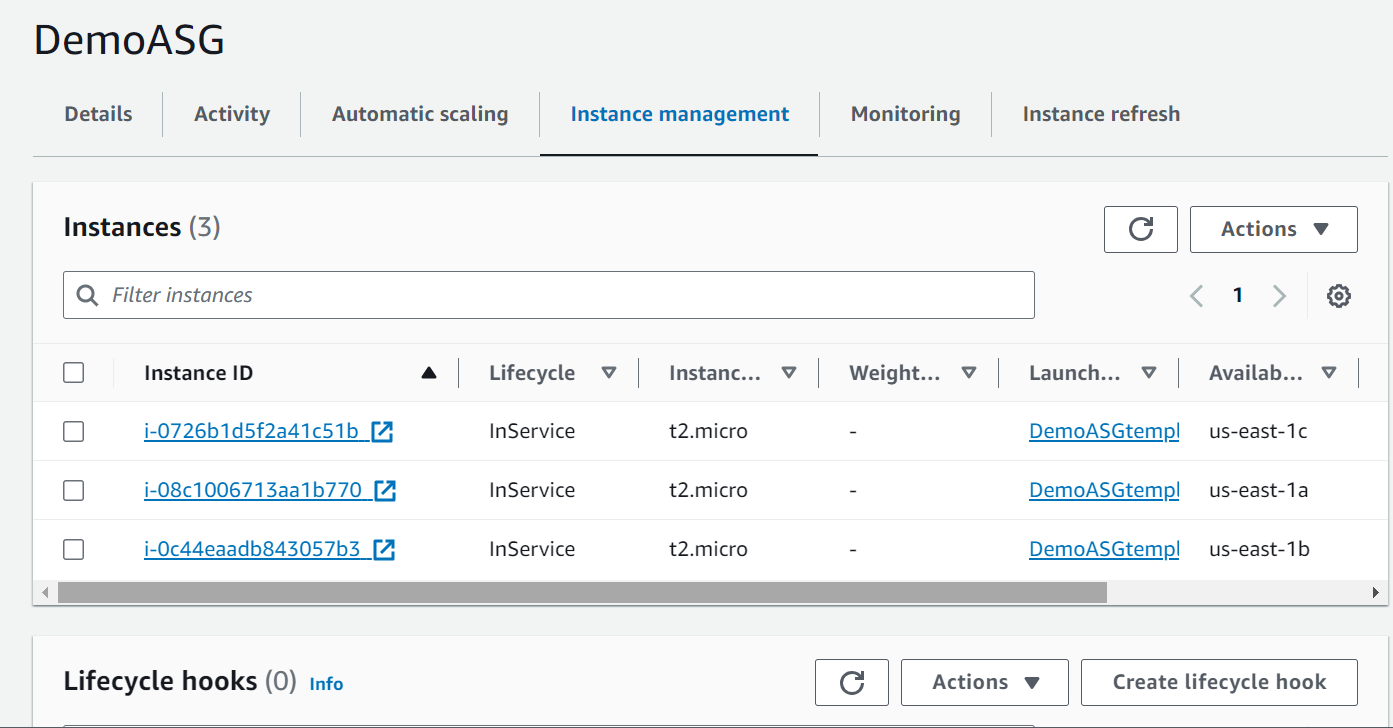 DemoASG
Details Activity Automatic scaling Instance management Monitoring Instance refresh
Instances (3) Actions
Filter instances 1
Instance ID Lifecycle Instanc... Weight... Launch... Availab...
i-0726b1d5f2a41c51b InService t2.micro - DemoASGtempl us-east-1c
i-08c1006713aa1b770 InService t2.micro - DemoASGtempl us-east-1a
i-0c44eaadb843057b3 InService t2.micro - DemoASGtempl us-east-1b
Lifecycle hooks (0) Info Actions Create lifecycle hook